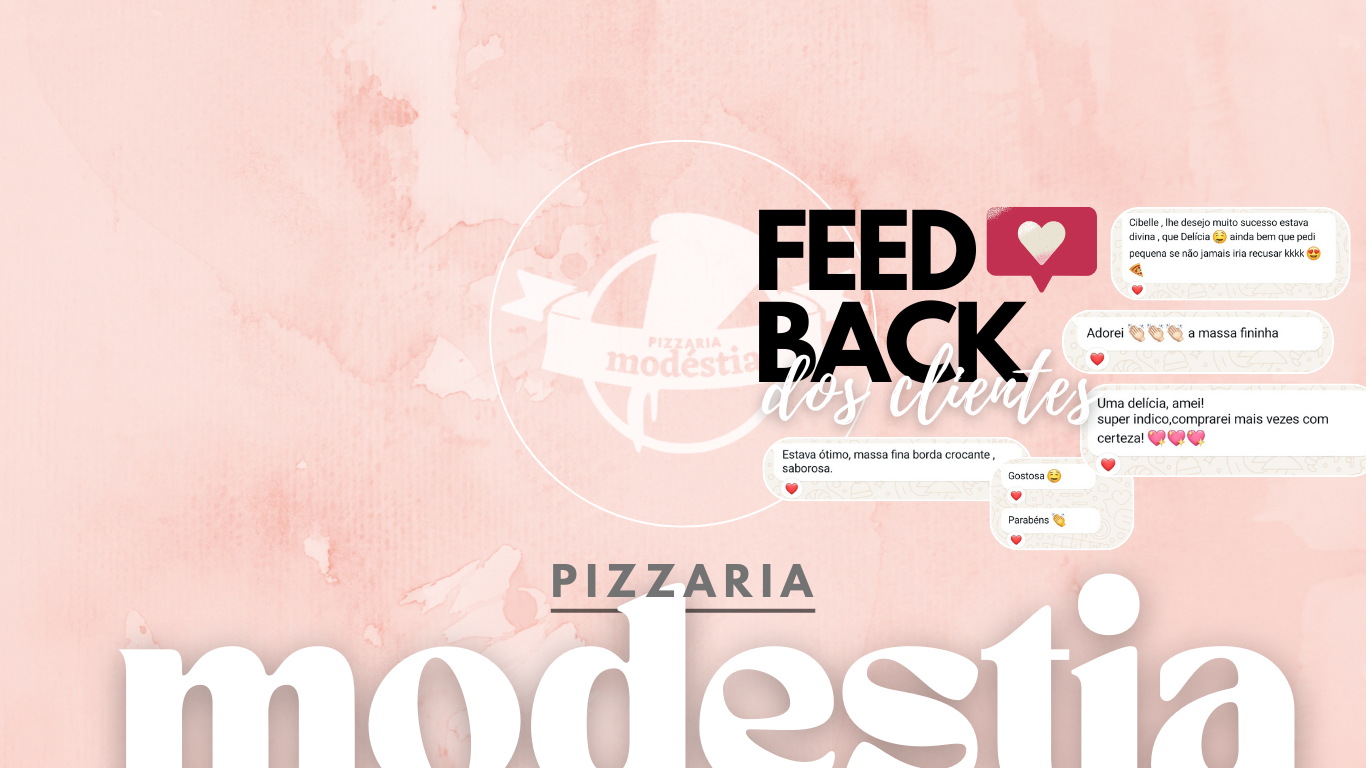 FEED
BACK
dos clientes
Cibelle , lhe desejo muito sucesso estava
divina , que Delícia 🤤 ainda bem que pedi
pequena se não jamais iria recusar kkkk 😍
🍕
❤️
Adorei 👏🏻👏🏻👏🏻 a massa fininha
❤️
Uma delícia, amei!
super indico,comprarei mais vezes com
certeza! 💖💖💖
❤️
Estava ótimo, massa fina borda crocante ,
saborosa.
❤️
Gostosa 🤤
❤️
Parabéns 👏
❤️
PIZZARIA
modéstia
PIZZARIA
modestia